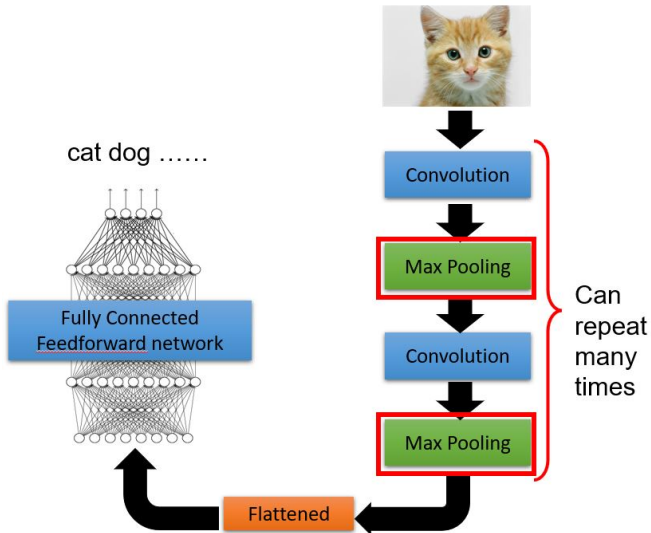 cat dog ……
Convolution
Max Pooling
Convolution
Max Pooling
Can
repeat
many
times
Fully Connected
Feedforward network
Flattened